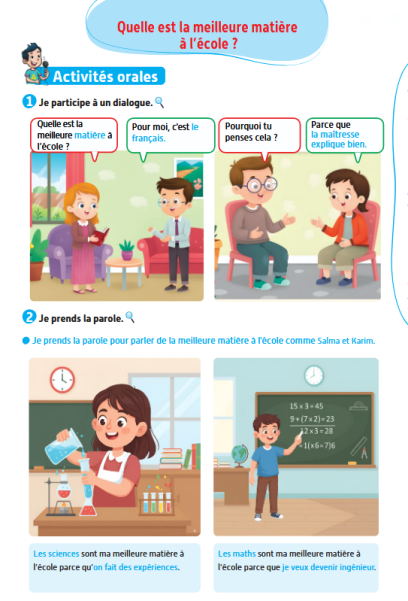 Quelle est la meilleure matière
à l'école ?
Activités orales
1 Je participe à un dialogue.
Quelle est la
meilleure matière à
l'école ?
Pour moi, c'est le
français.
Pourquoi tu
penses cela ?
Parce que
la maîtresse
explique bien.
2 Je prends la parole.
Je prends la parole pour parler de la meilleure matière à l'école comme Salma et Karim.
15 × 3 = 45
9 + (7 × 2) = 23
12 × 3 = 28
=1(×6=7)6
Les sciences sont ma meilleure matière à
l'école parce qu'on fait des expériences.
Les maths sont ma meilleure matière à
l'école parce que je veux devenir ingénieur.